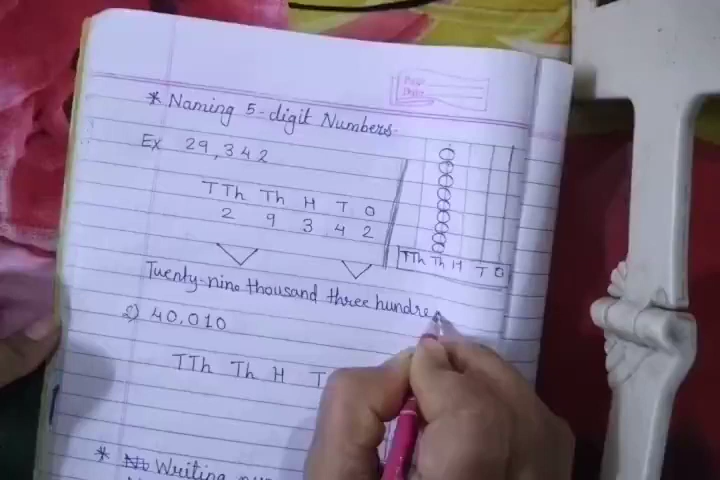 * Naming 5-digit Numbers-
Ex 29,342
TTh Th H T O
2 9 3 4 2
TTh Th H T O
Twenty-nine thousand three hundre
2) 40,010
TTh Th H T
* Writing